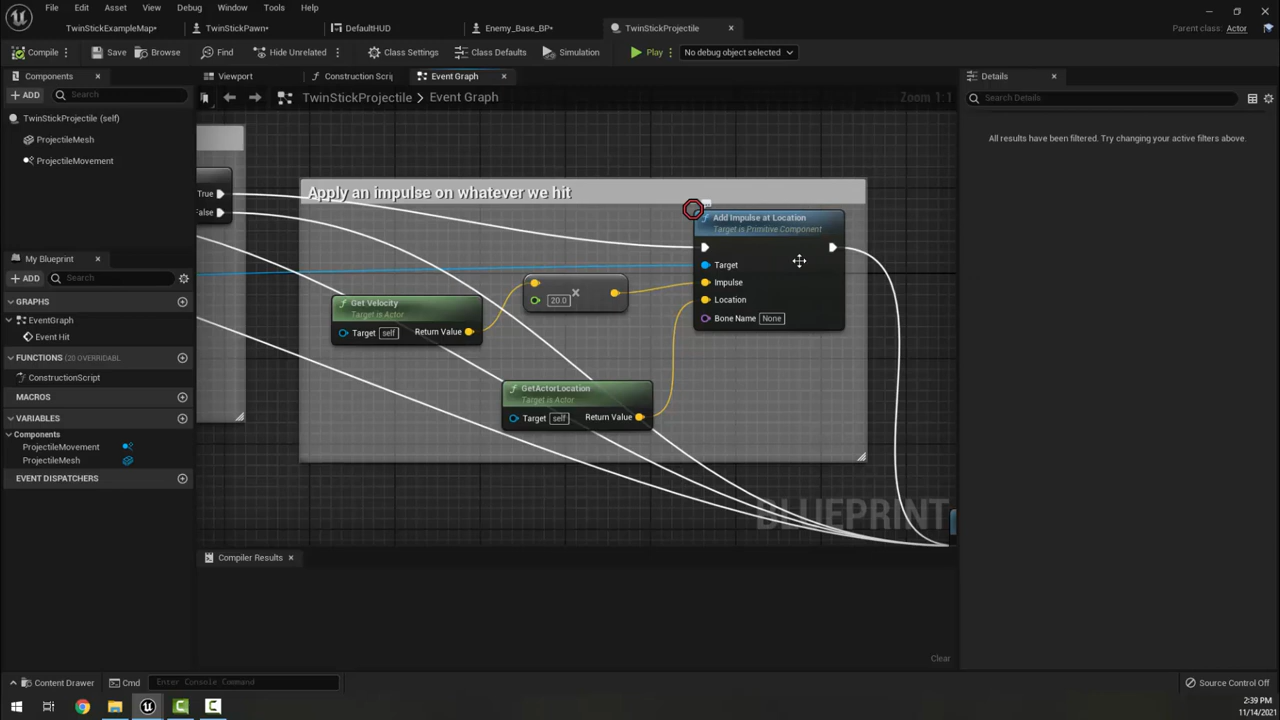 File Edit Asset View Debug Window Tools Help
TwinStickExampleMap• TwinStickPawn• DefaultHUD Enemy_Base_BP• TwinStickProjectile
Parent class: Actor
Compile Save Browse Find Hide Unrelated Class Settings Class Defaults Simulation Play No debug object selected
Components Viewport Construction Scrip Event Graph Details
ADD Search TwinStickProjectile Event Graph Zoom 1:1 Search Details
TwinStickProjectile (self)
ProjectileMesh
ProjectileMovement
All results have been filtered. Try changing your active filters above.
My Blueprint
ADD Search
GRAPHS
EventGraph
Event Hit
FUNCTIONS (20 OVERRIDABL
ConstructionScript
MACROS
VARIABLES
Components
ProjectileMovement
ProjectileMesh
EVENT DISPATCHERS
True
False
Apply an impulse on whatever we hit
Add Impulse at Location
Target is Primitive Component
Target
Impulse
Location
Bone Name None
20.0 ×
Get Velocity
Target is Actor
Target self Return Value
GetActorLocation
Target is Actor
Target self Return Value
BLUEPRINT
Compiler Results
Clear
Content Drawer Cmd Enter Console Command Source Control Off
2:39 PM
11/14/2021